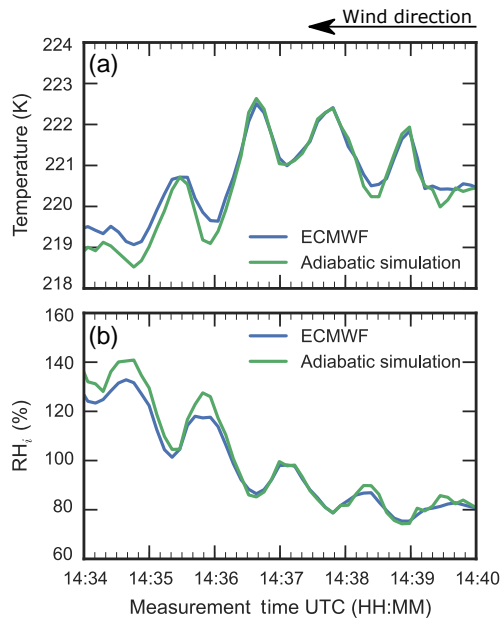 Wind direction
224
(a)
223
222
221
220
219
218
Temperature (K)
ECMWF
Adiabatic simulation
160
(b)
140
120
100
80
60
RHi (%)
ECMWF
Adiabatic simulation
14:34 14:35 14:36 14:37 14:38 14:39 14:40
Measurement time UTC (HH:MM)